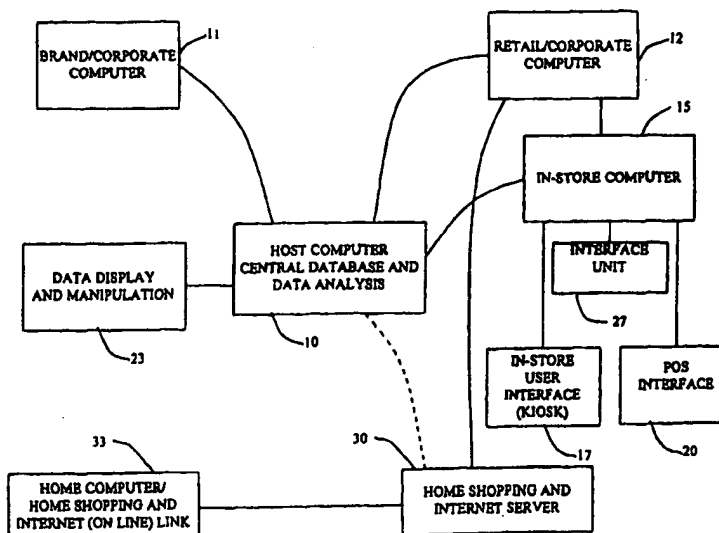 BRAND/CORPORATE
COMPUTER
11
RETAIL/CORPORATE
COMPUTER
12
15
IN-STORE COMPUTER
HOST COMPUTER
CENTRAL DATABASE AND
DATA ANALYSIS
10
DATA DISPLAY
AND MANIPULATION
23
INTERFACE
UNIT
27
IN-STORE
USER
INTERFACE
(KIOSK)
17
POS
INTERFACE
20
33
HOME COMPUTER/
HOME SHOPPING AND
INTERNET (ON LINE) LINK
30
HOME SHOPPING AND
INTERNET SERVER